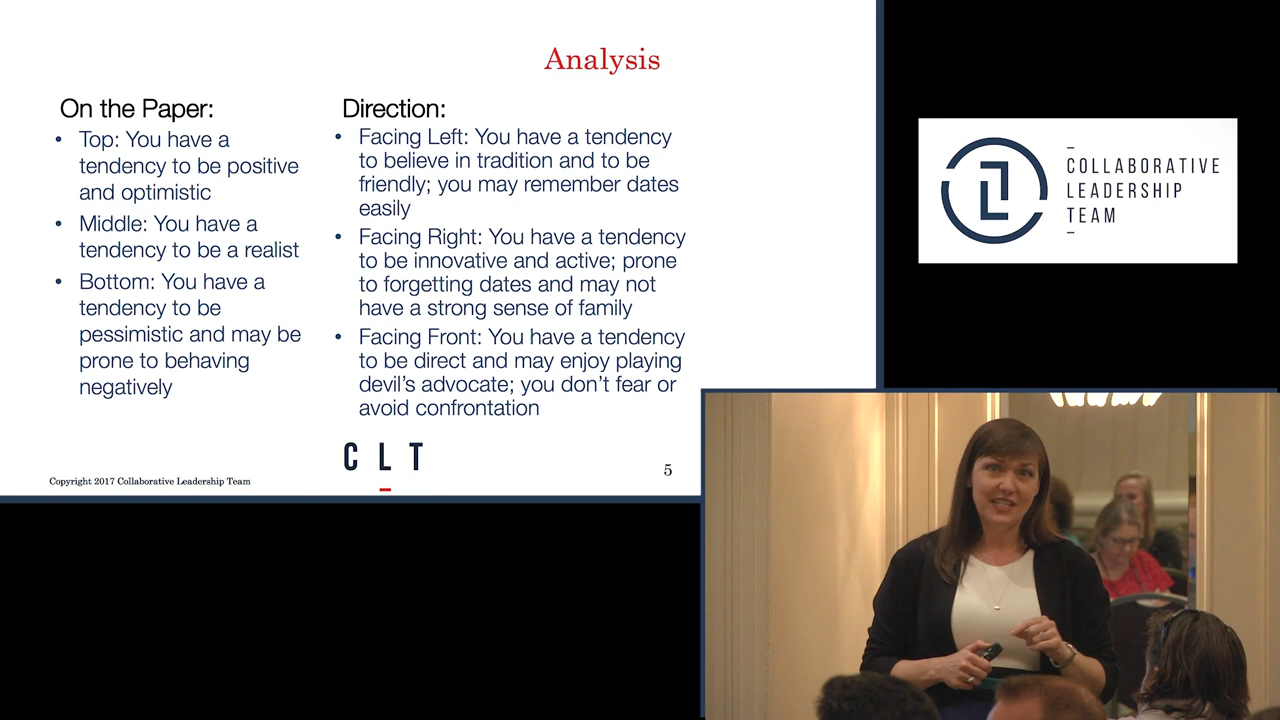 Analysis
On the Paper:
• Top: You have a
tendency to be positive
and optimistic
• Middle: You have a
tendency to be a realist
• Bottom: You have a
tendency to be
pessimistic and may be
prone to behaving
negatively
Direction:
• Facing Left: You have a tendency
to believe in tradition and to be
friendly; you may remember dates
easily
• Facing Right: You have a tendency
to be innovative and active; prone
to forgetting dates and may not
have a strong sense of family
• Facing Front: You have a tendency
to be direct and may enjoy playing
devil’s advocate; you don’t fear or
avoid confrontation
C L T
Copyright 2017 Collaborative Leadership Team
5
COLLABORATIVE
LEADERSHIP
TEAM